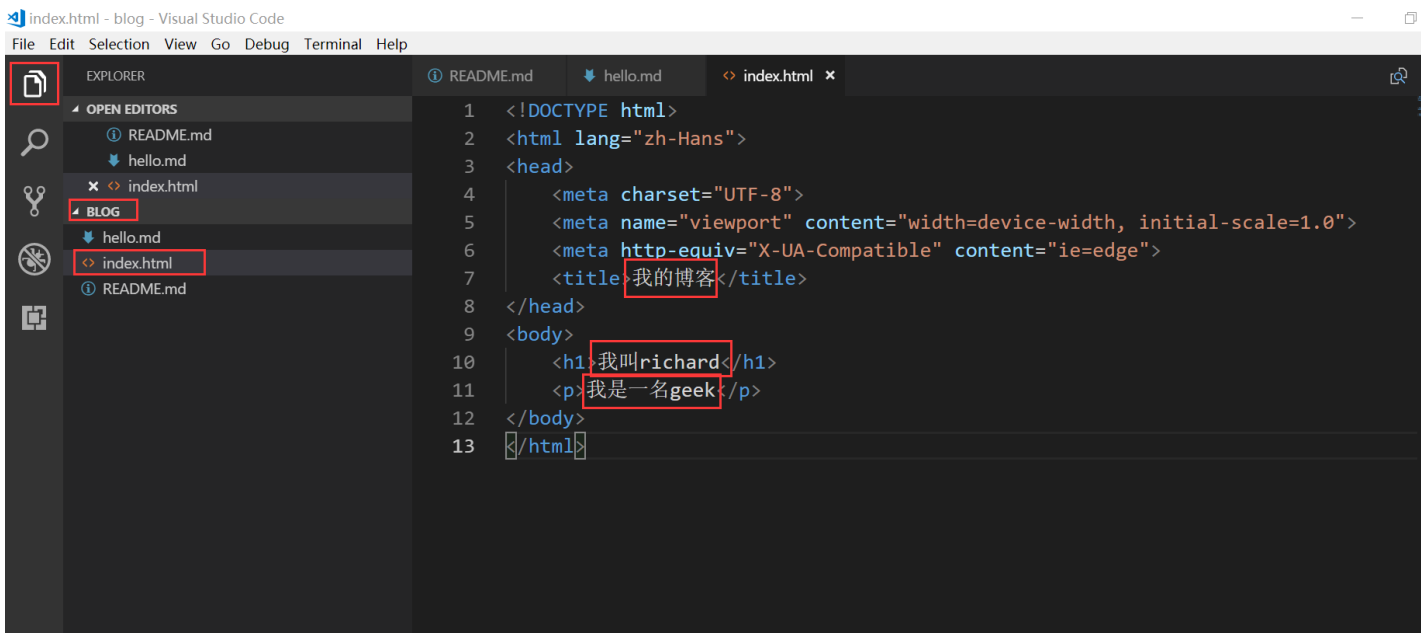 index.html - blog - Visual Studio Code
File Edit Selection View Go Debug Terminal Help
EXPLORER
OPEN EDITORS
README.md
hello.md
index.html
BLOG
hello.md
index.html
README.md
README.md hello.md index.html
1 <!DOCTYPE html>
2 <html lang="zh-Hans">
3 <head>
4 <meta charset="UTF-8">
5 <meta name="viewport" content="width=device-width, initial-scale=1.0">
6 <meta http-equiv="X-UA-Compatible" content="ie=edge">
7 <title>我的博客</title>
8 </head>
9 <body>
10 <h1>我叫richard</h1>
11 <p>我是一名geek</p>
12 </body>
13 </html>